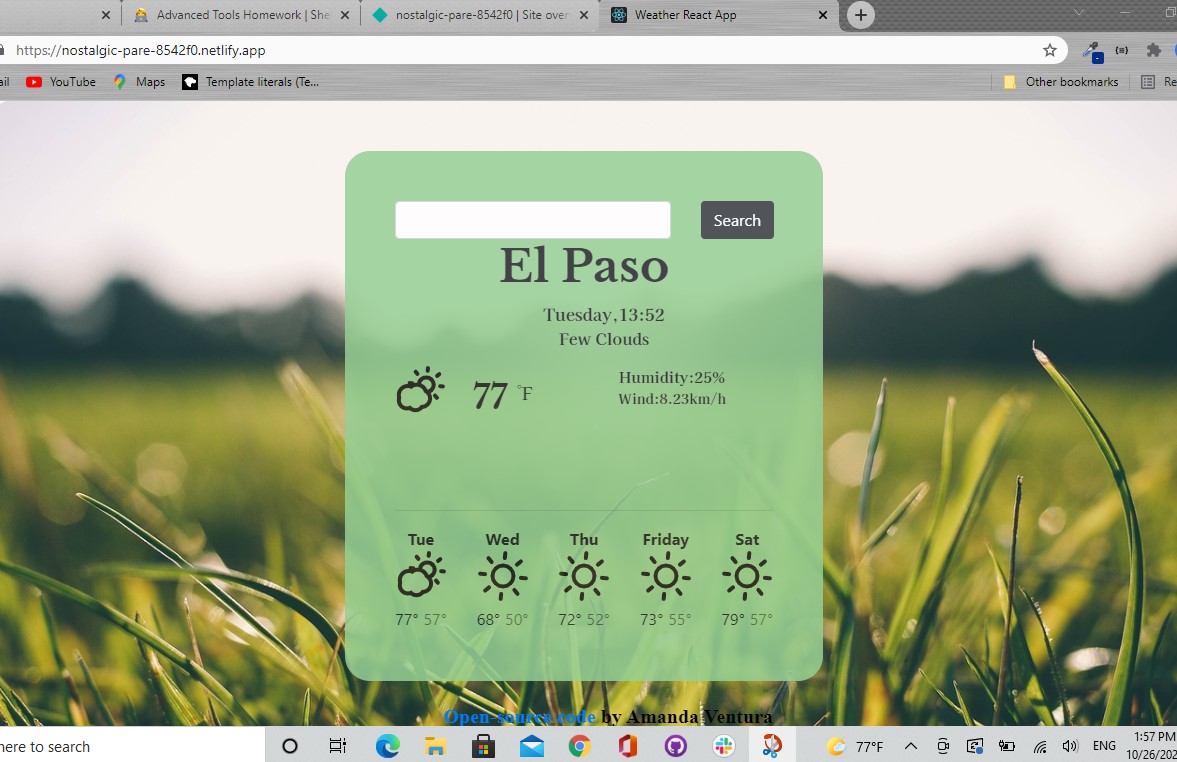 Advanced Tools Homework | She
nostalgic-pare-8542f0 | Site over
Weather React App
https://nostalgic-pare-8542f0.netlify.app
ail YouTube Maps Template literals (Te... Other bookmarks Re
Search
El Paso
Tuesday,13:52
Few Clouds
77 °F
Humidity:25%
Wind:8.23km/h
Tue Wed Thu Friday Sat
77° 57° 68° 50° 72° 52° 73° 55° 79° 57°
Open-source code by Amanda Ventura
here to search
77°F
ENG
1:57 PM
10/26/202